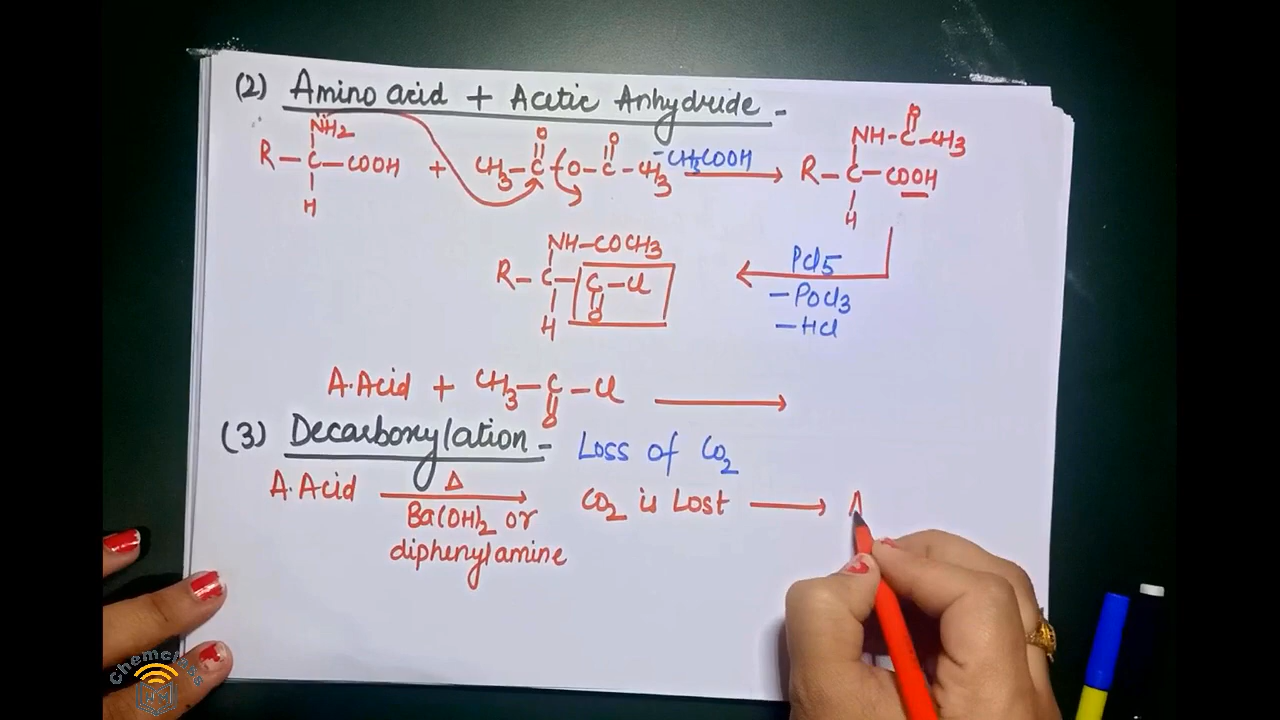 (2) Amino acid + Acetic Anhydride -
NH2
R - C - COOH + CH3 - C - O - C - CH3 -CH3COOH → R - C - COOH
O O
NH - C - CH3
O
H
H
NH - COCH3
R - C - C - Cl
O
H
PCl5
- POCl3
- HCl
A.Acid + CH3 - C - Cl →
O
(3) Decarboxylation - Loss of CO2
A.Acid Δ → CO2 is Lost → A
Ba(OH)2 or
diphenylamine
Chemclass